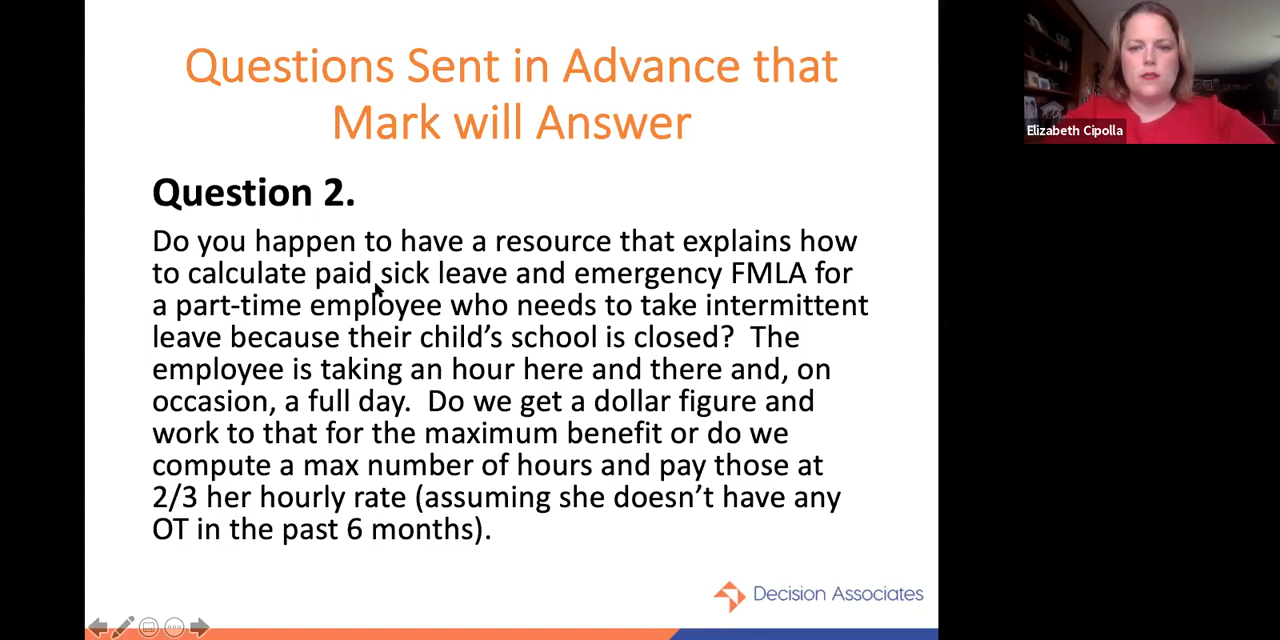 Questions Sent in Advance that
Mark will Answer
Question 2.
Do you happen to have a resource that explains how
to calculate paid sick leave and emergency FMLA for
a part-time employee who needs to take intermittent
leave because their child’s school is closed?  The
employee is taking an hour here and there and, on
occasion, a full day.  Do we get a dollar figure and
work to that for the maximum benefit or do we
compute a max number of hours and pay those at
2/3 her hourly rate (assuming she doesn’t have any
OT in the past 6 months).
Decision Associates
Elizabeth Cipolla